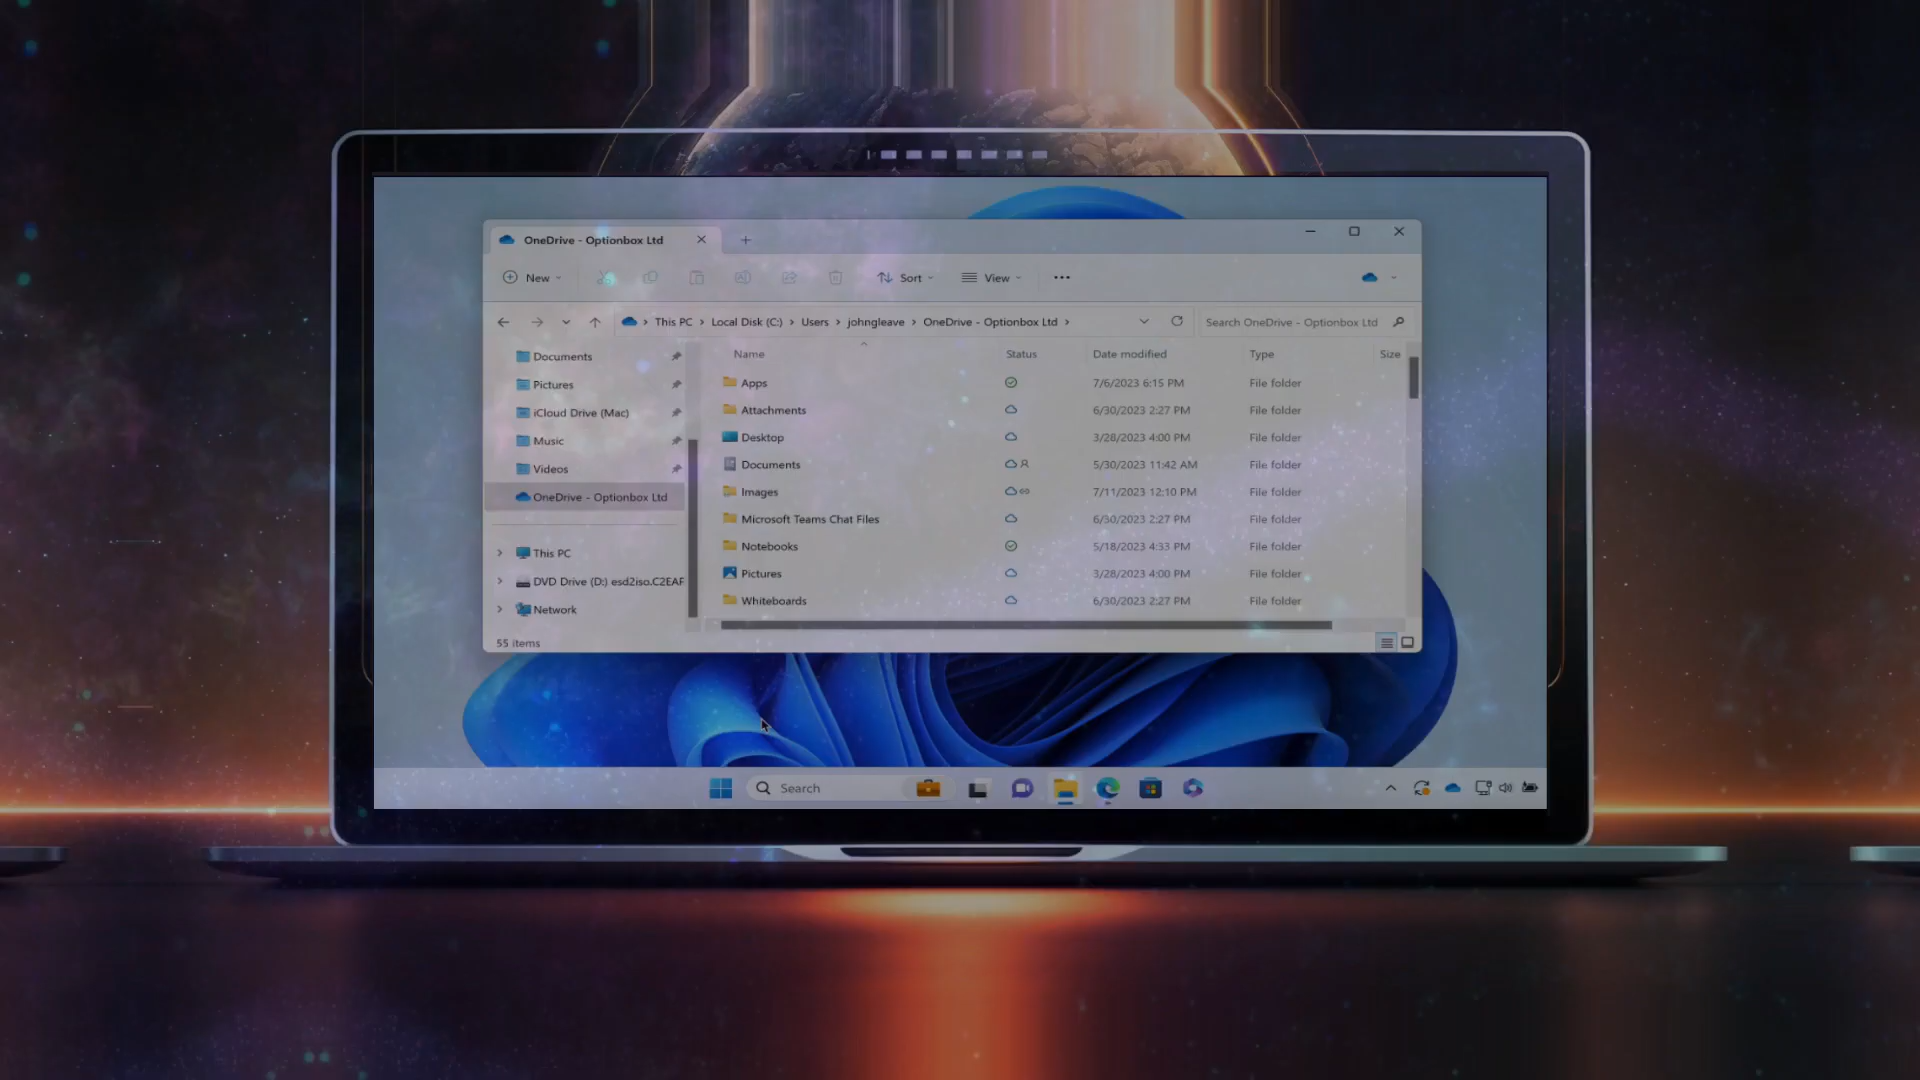 OneDrive - Optionbox Ltd
New
Sort
View
This PC > Local Disk (C:) > Users > johngleave > OneDrive - Optionbox Ltd >
Search OneDrive - Optionbox Ltd
Documents
Pictures
iCloud Drive (Mac)
Music
Videos
OneDrive - Optionbox Ltd
This PC
DVD Drive (D:) esd2iso.C2EAF
Network
Name Status Date modified Type Size
Apps 7/6/2023 6:15 PM File folder
Attachments 6/30/2023 2:27 PM File folder
Desktop 3/28/2023 4:00 PM File folder
Documents 5/30/2023 11:42 AM File folder
Images 7/11/2023 12:10 PM File folder
Microsoft Teams Chat Files 6/30/2023 2:27 PM File folder
Notebooks 5/18/2023 4:33 PM File folder
Pictures 3/28/2023 4:00 PM File folder
Whiteboards 6/30/2023 2:27 PM File folder
55 items
Search